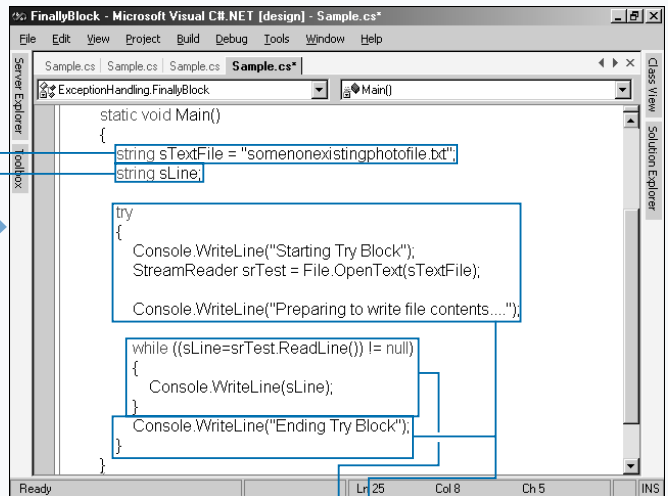 FinallyBlock - Microsoft Visual C#.NET [design] - Sample.cs*
File Edit View Project Build Debug Tools Window Help
Sample.cs Sample.cs Sample.cs Sample.cs*
ExceptionHandling.FinallyBlock Main()
Server Explorer
Toolbox
Class View
Solution Explorer
static void Main()
{
string sTextFile = "somenonexistingphotofile.txt";
string sLine;
try
{
Console.WriteLine("Starting Try Block");
StreamReader srTest = File.OpenText(sTextFile);
Console.WriteLine("Preparing to write file contents....");
while ((sLine=srTest.ReadLine()) != null)
{
Console.WriteLine(sLine);
}
Console.WriteLine("Ending Try Block");
}
}
Ready Ln 25 Col 8 Ch 5 INS